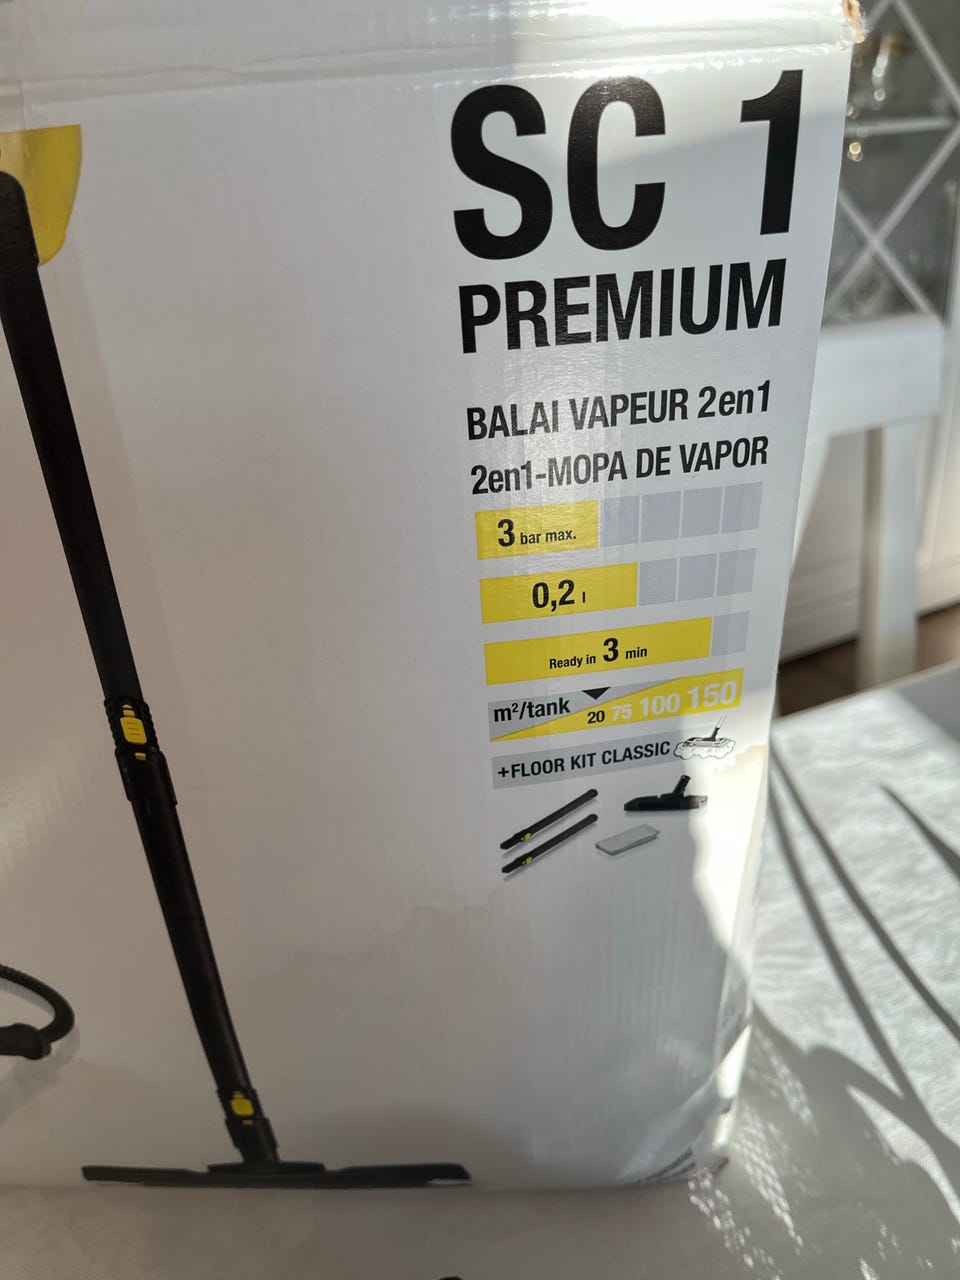 SC 1
PREMIUM
BALAI VAPEUR 2en1
2en1-MOPA DE VAPOR
3 bar max.
0,2 l
Ready in 3 min
m²/tank 20 75 100 150
+FLOOR KIT CLASSIC